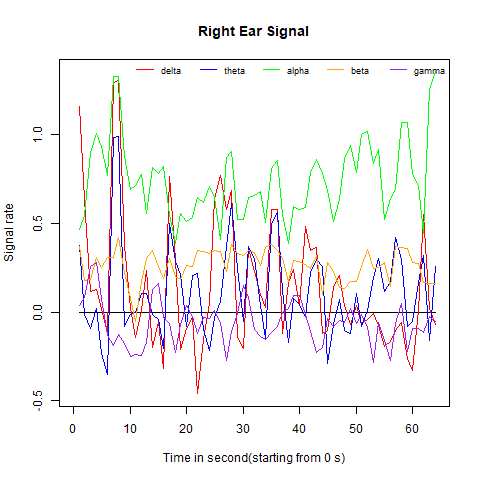 Right Ear Signal
delta theta alpha beta gamma
Signal rate
1.0
0.5
0.0
-0.5
0 10 20 30 40 50 60
Time in second(starting from 0 s)